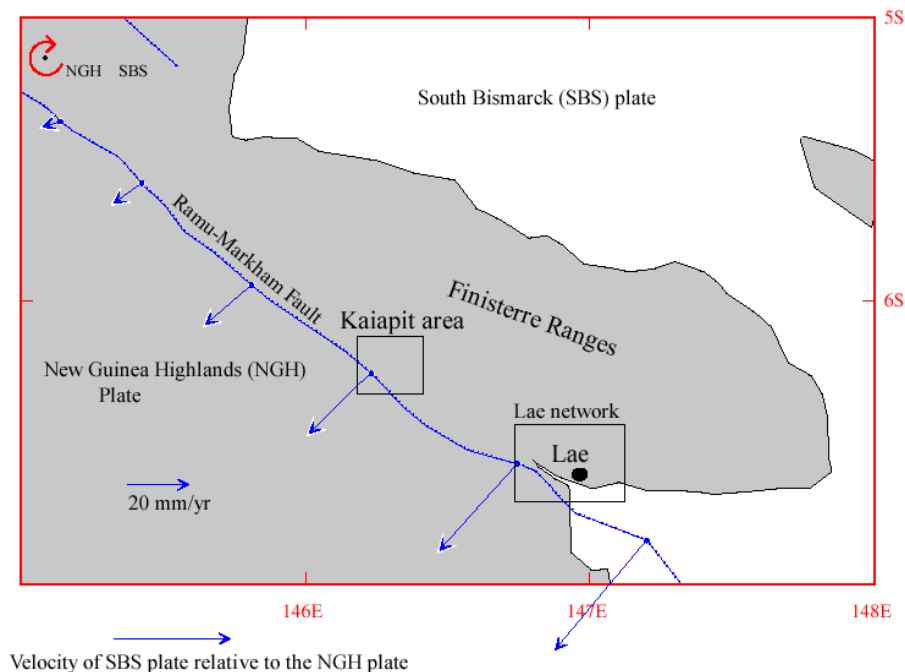 5S
NGH SBS
South Bismarck (SBS) plate
Ramu-Markham Fault
Finisterre Ranges
6S
Kaiapit area
New Guinea Highlands (NGH)
Plate
Lae network
Lae
20 mm/yr
146E
147E
148E
Velocity of SBS plate relative to the NGH plate